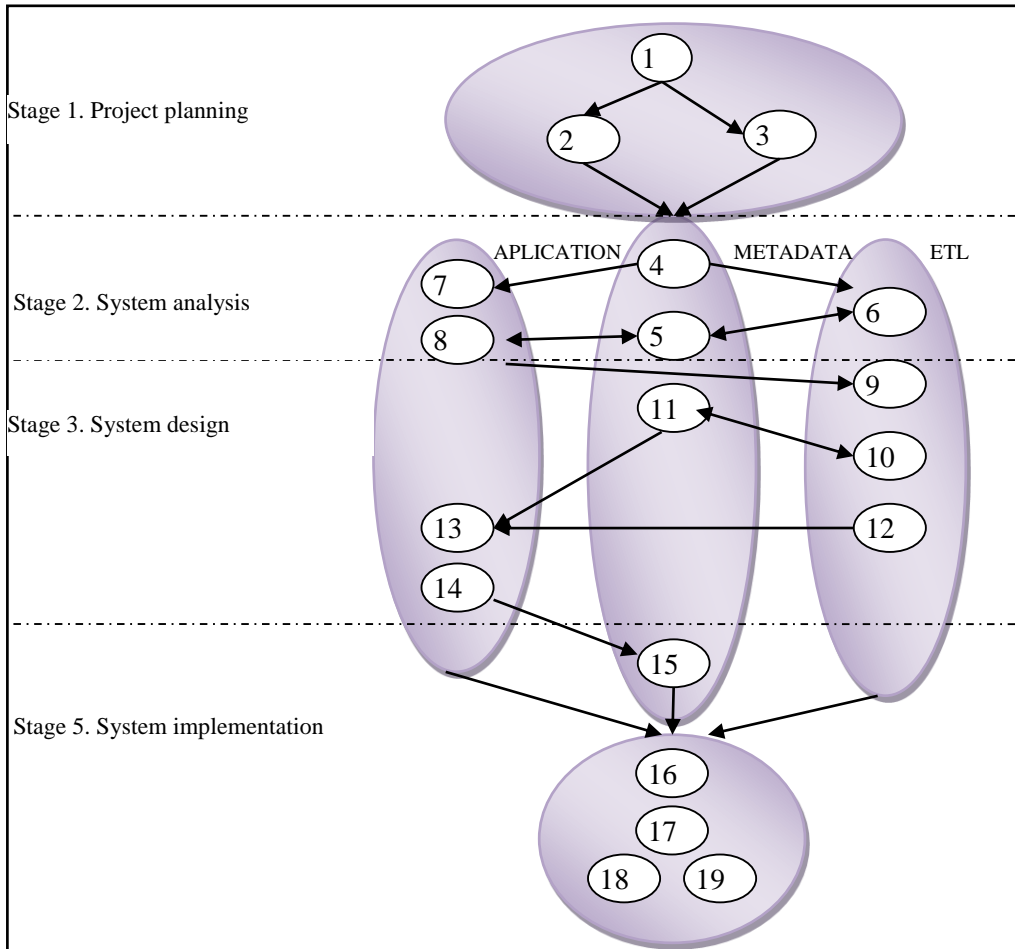 1
Stage 1. Project planning
2
3
APLICATION
METADATA
ETL
4
7
Stage 2. System analysis
6
8
5
9
11
Stage 3. System design
10
13
12
14
15
Stage 5. System implementation
16
17
18
19